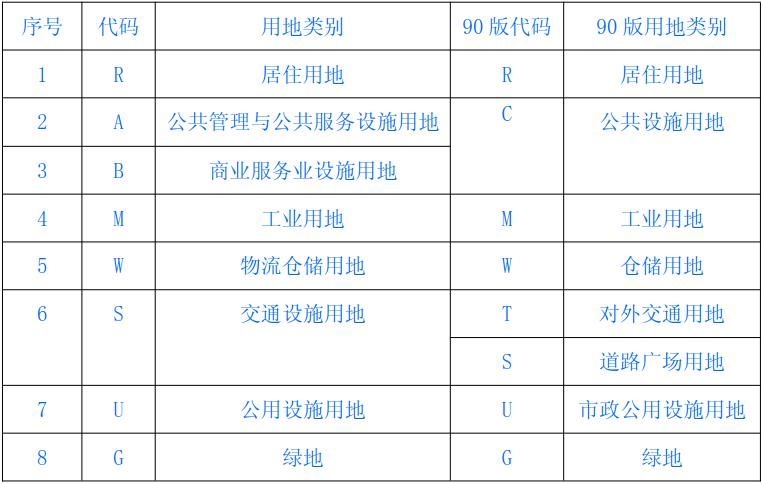 序号 代码 用地类别 90 版代码 90 版用地类别
1 R 居住用地 R 居住用地
2 A 公共管理与公共服务设施用地 C 公共设施用地
3 B 商业服务业设施用地
4 M 工业用地 M 工业用地
5 W 物流仓储用地 W 仓储用地
6 S 交通设施用地 T 对外交通用地
S 道路广场用地
7 U 公用设施用地 U 市政公用设施用地
8 G 绿地 G 绿地